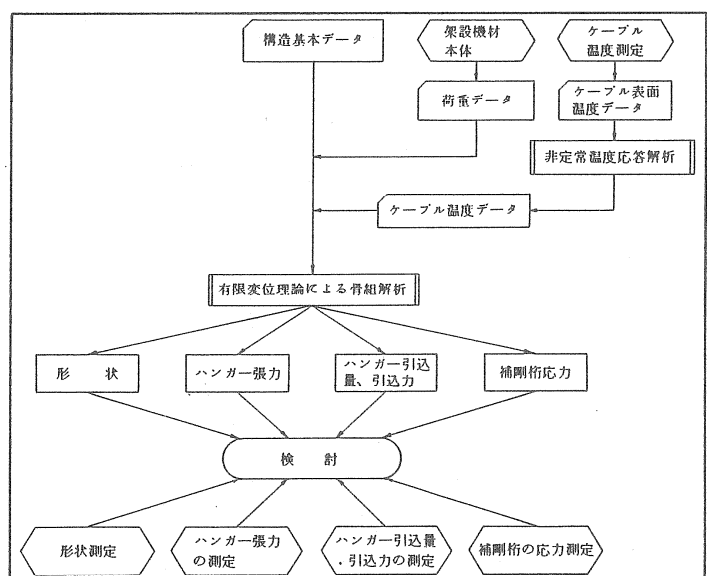 構造基本データ
架設機材
本体
ケーブル
温度測定
荷重データ
ケーブル表面
温度データ
非定常温度応答解析
ケーブル温度データ
有限変位理論による骨組解析
形 状
ハンガー張力
ハンガー引込
量、引込力
補剛桁応力
検 討
形状測定
ハンガー張力
の測定
ハンガー引込量
・引込力の測定
補剛桁の応力測定